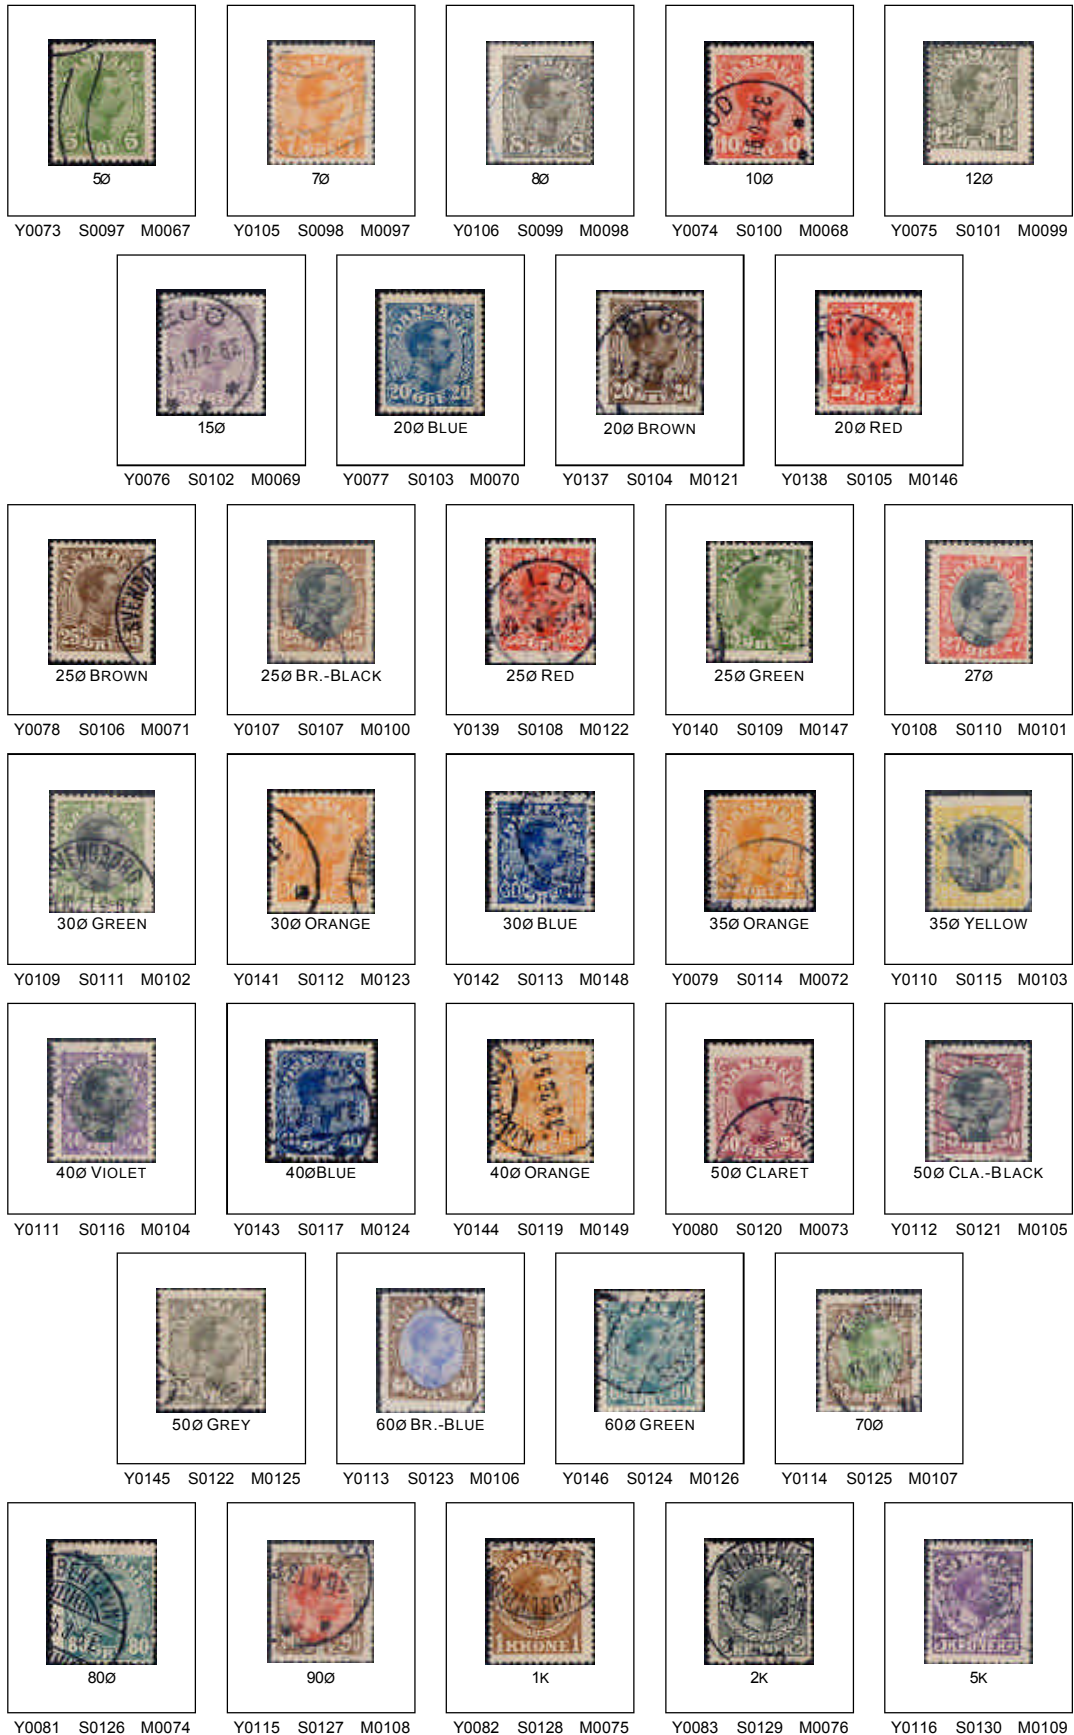 5Ø 7Ø 8Ø 10Ø 12Ø
Y0073 S0097 M0067 Y0105 S0098 M0097 Y0106 S0099 M0098 Y0074 S0100 M0068 Y0075 S0101 M0099
15Ø 20Ø BLUE 20Ø BROWN 20Ø RED
Y0076 S0102 M0069 Y0077 S0103 M0070 Y0137 S0104 M0121 Y0138 S0105 M0146
25Ø BROWN 25Ø BR.-BLACK 25Ø RED 25Ø GREEN 27Ø
Y0078 S0106 M0071 Y0107 S0107 M0100 Y0139 S0108 M0122 Y0140 S0109 M0147 Y0108 S0110 M0101
30Ø GREEN 30Ø ORANGE 30Ø BLUE 35Ø ORANGE 35Ø YELLOW
Y0109 S0111 M0102 Y0141 S0112 M0123 Y0142 S0113 M0148 Y0079 S0114 M0072 Y0110 S0115 M0103
40Ø VIOLET 40ØBLUE 40Ø ORANGE 50Ø CLARET 50Ø CLA.-BLACK
Y0111 S0116 M0104 Y0143 S0117 M0124 Y0144 S0119 M0149 Y0080 S0120 M0073 Y0112 S0121 M0105
50Ø GREY 60Ø BR.-BLUE 60Ø GREEN 70Ø
Y0145 S0122 M0125 Y0113 S0123 M0106 Y0146 S0124 M0126 Y0114 S0125 M0107
80Ø 90Ø 1K 2K 5K
Y0081 S0126 M0074 Y0115 S0127 M0108 Y0082 S0128 M0075 Y0083 S0129 M0076 Y0116 S0130 M0109